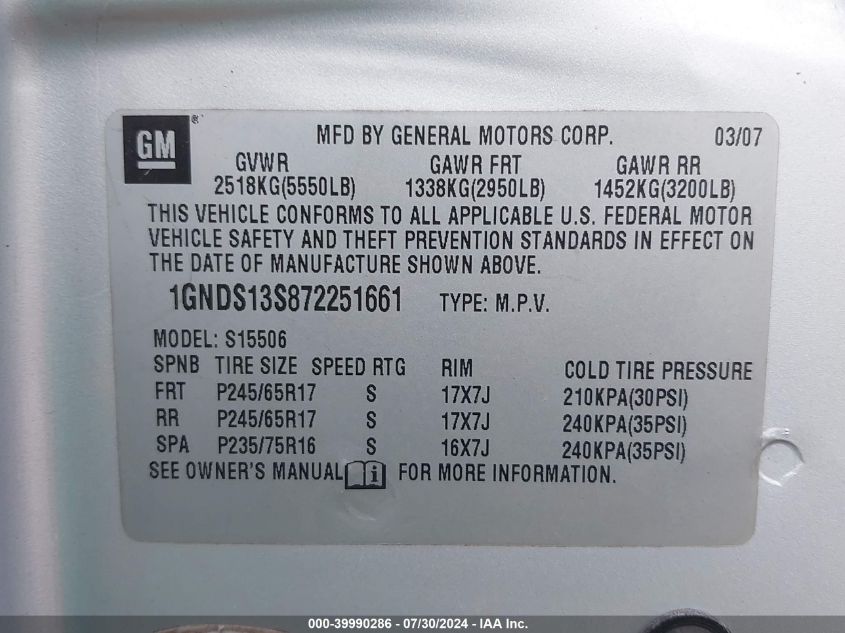 GM ® MFD BY GENERAL MOTORS CORP. 03/07
GVWR GAWR FRT GAWR RR
2518KG(5550LB) 1338KG(2950LB) 1452KG(3200LB)
THIS VEHICLE CONFORMS TO ALL APPLICABLE U.S. FEDERAL MOTOR
VEHICLE SAFETY AND THEFT PREVENTION STANDARDS IN EFFECT ON
THE DATE OF MANUFACTURE SHOWN ABOVE.
1GNDS13S872251661 TYPE: M.P.V.
MODEL: S15506
SPNB TIRE SIZE SPEED RTG RIM COLD TIRE PRESSURE
FRT P245/65R17 S 17X7J 210KPA(30PSI)
RR P245/65R17 S 17X7J 240KPA(35PSI)
SPA P235/75R16 S 16X7J 240KPA(35PSI)
SEE OWNER'S MANUAL i FOR MORE INFORMATION.
000-39990286 - 07/30/2024 - IAA Inc.